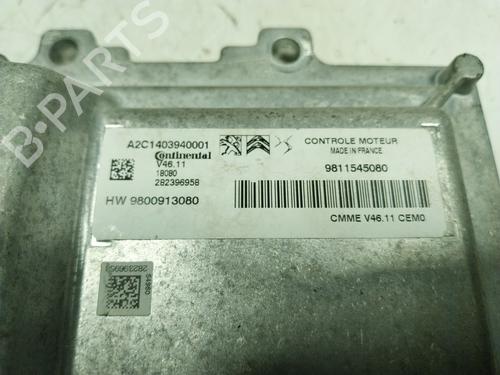 A2C1403940001
Continental
V46.11
18080
282396958
HW 9800913080
CONTROLE MOTEUR
MADE IN FRANCE
9811545080
CMME V46.11 CEM0
54980
B-PARTS